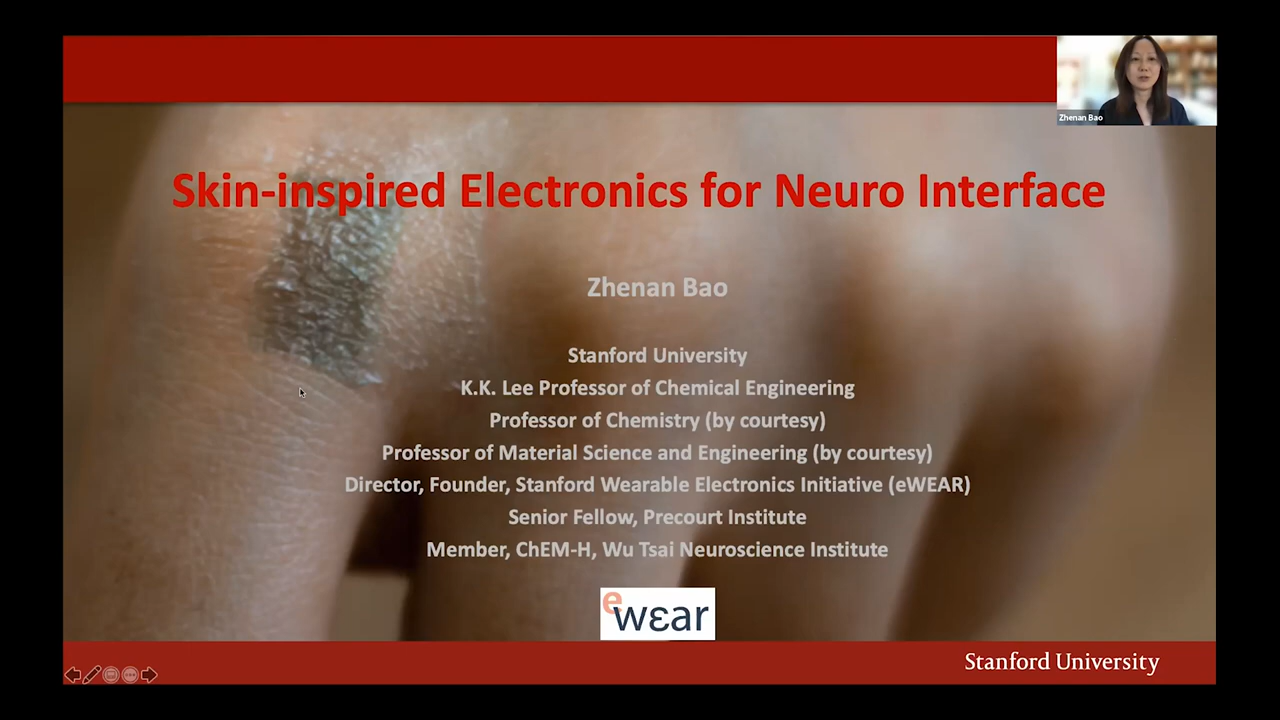 Zhenan Bao
Skin-inspired Electronics for Neuro Interface
Zhenan Bao
Stanford University
K.K. Lee Professor of Chemical Engineering
Professor of Chemistry (by courtesy)
Professor of Material Science and Engineering (by courtesy)
Director, Founder, Stanford Wearable Electronics Initiative (eWEAR)
Senior Fellow, Precourt Institute
Member, ChEM-H, Wu Tsai Neuroscience Institute
ewεar
Stanford University